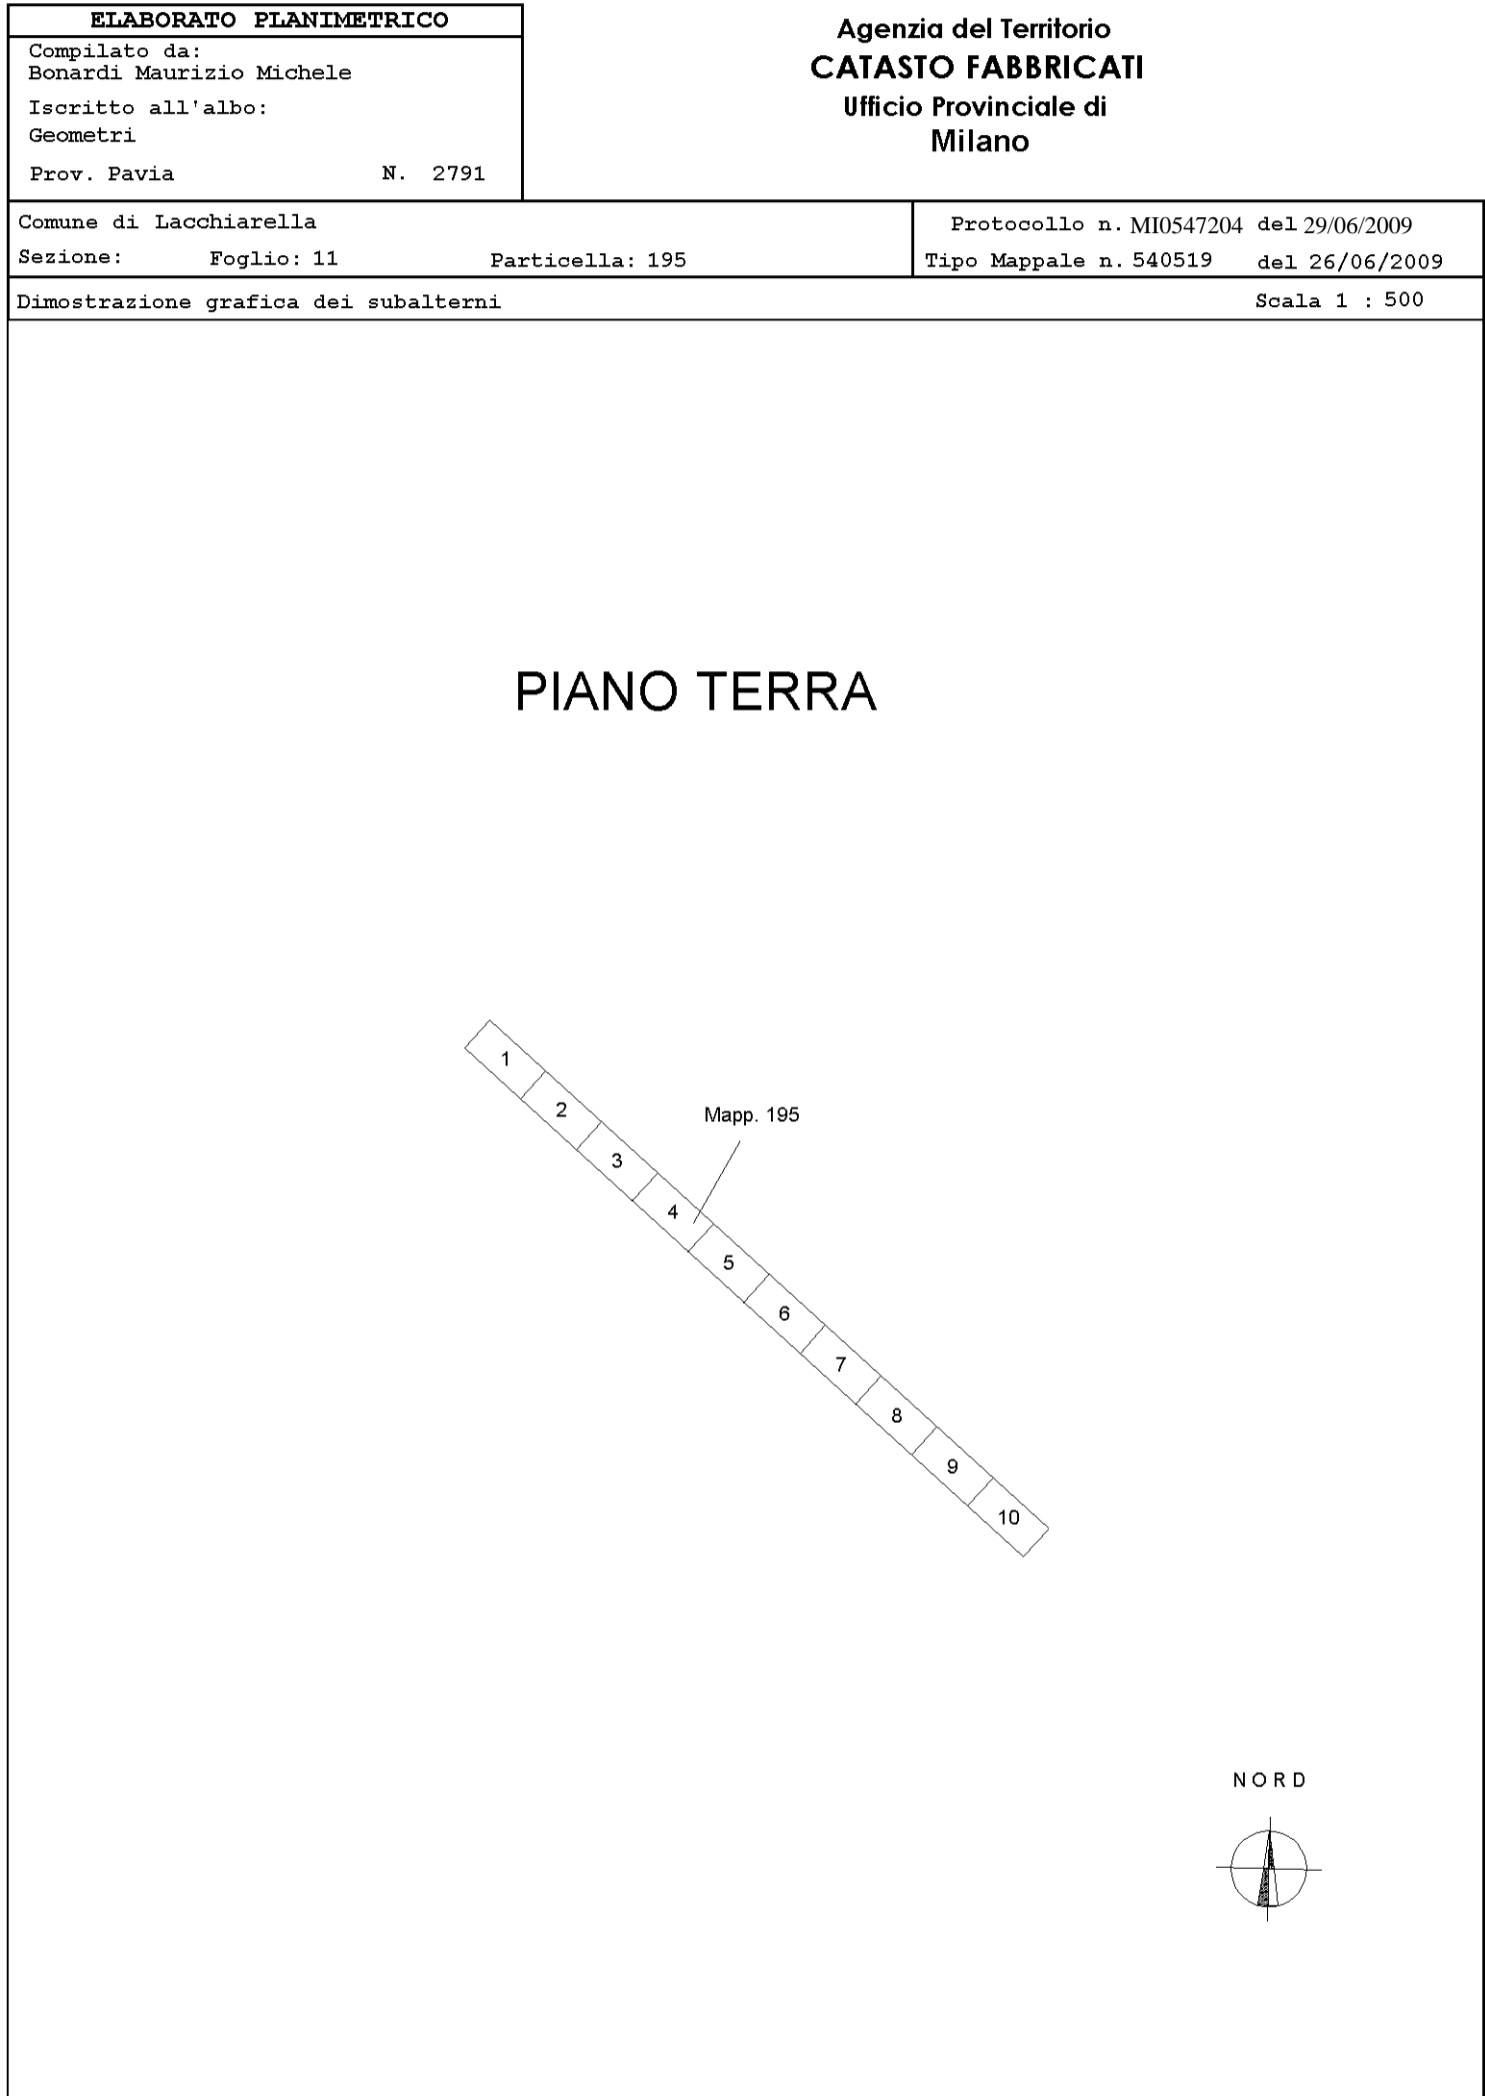 ELABORATO PLANIMETRICO
Compilato da:
Bonardi Maurizio Michele
Iscritto all'albo:
Geometri
Prov. Pavia N. 2791
Agenzia del Territorio
CATASTO FABBRICATI
Ufficio Provinciale di
Milano
Comune di Lacchiarella
Sezione: Foglio: 11 Particella: 195
Protocollo n. MI0547204 del 29/06/2009
Tipo Mappale n. 540519 del 26/06/2009
Dimostrazione grafica dei subalterni Scala 1 : 500
PIANO TERRA
1
2
Mapp. 195
3
4
5
6
7
8
9
10
NORD